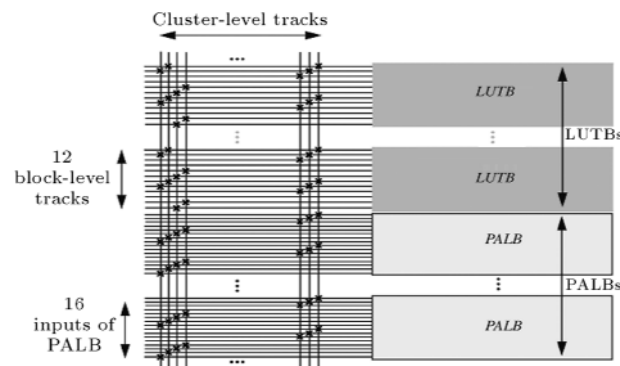 Cluster-level tracks
LUTB
LUTBs
12
block-level
tracks
LUTB
PALB
PALBs
16
inputs of
PALB
PALB